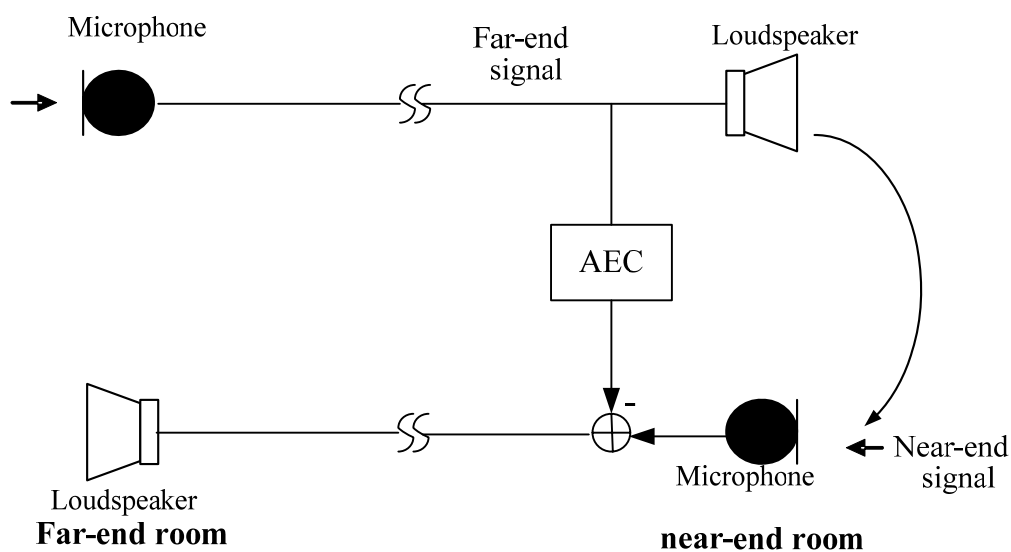 Microphone
Far-end
signal
Loudspeaker
AEC
-
Near-end
signal
Microphone
Loudspeaker
Far-end room
near-end room